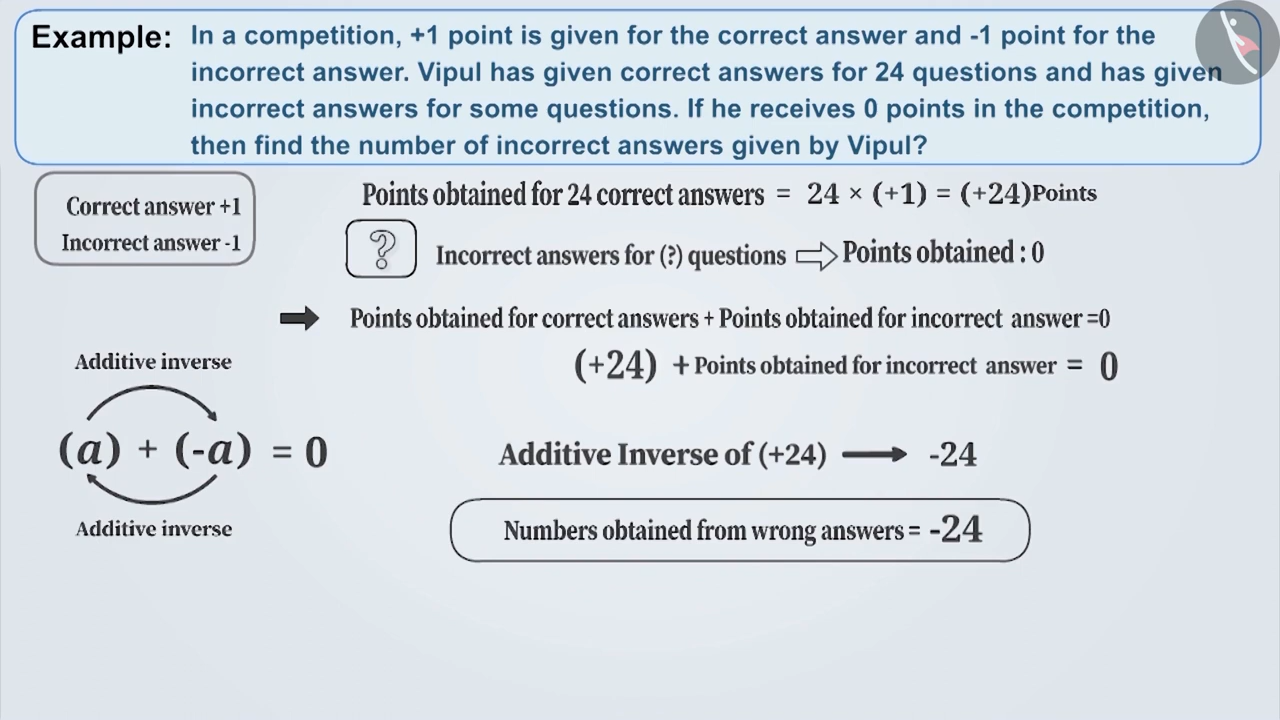 Example: In a competition, +1 point is given for the correct answer and -1 point for the
incorrect answer. Vipul has given correct answers for 24 questions and has given
incorrect answers for some questions. If he receives 0 points in the competition,
then find the number of incorrect answers given by Vipul?
Correct answer +1
Incorrect answer -1
Points obtained for 24 correct answers = 24 × (+1) = (+24)Points
? Incorrect answers for (?) questions ⇨ Points obtained : 0
➡ Points obtained for correct answers + Points obtained for incorrect answer =0
(+24) + Points obtained for incorrect answer = 0
Additive inverse
(a) + (-a) = 0
Additive inverse
Additive Inverse of (+24) ⟶ -24
Numbers obtained from wrong answers = -24